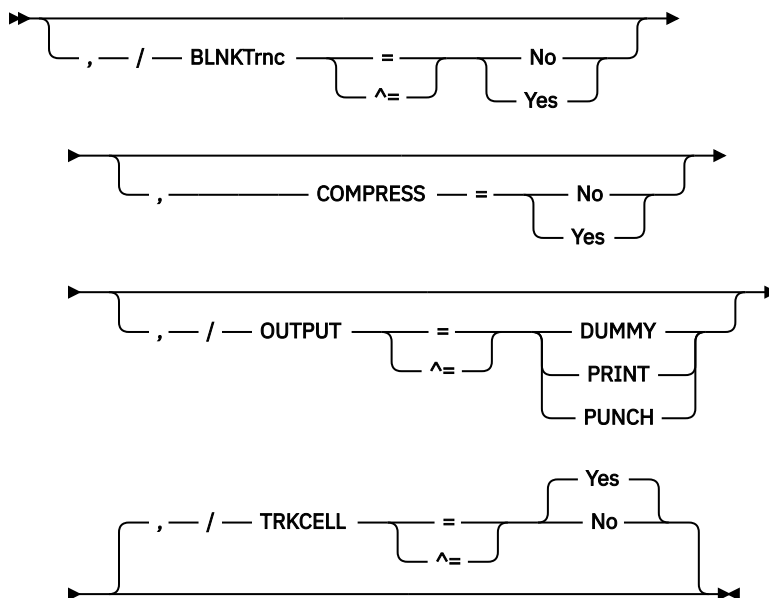 , / BLNKTrnc = No
^= Yes
, COMPRESS = No
Yes
, / OUTPUT = DUMMY
^= PRINT
PUNCH
Yes
, / TRKCELL = No
^=